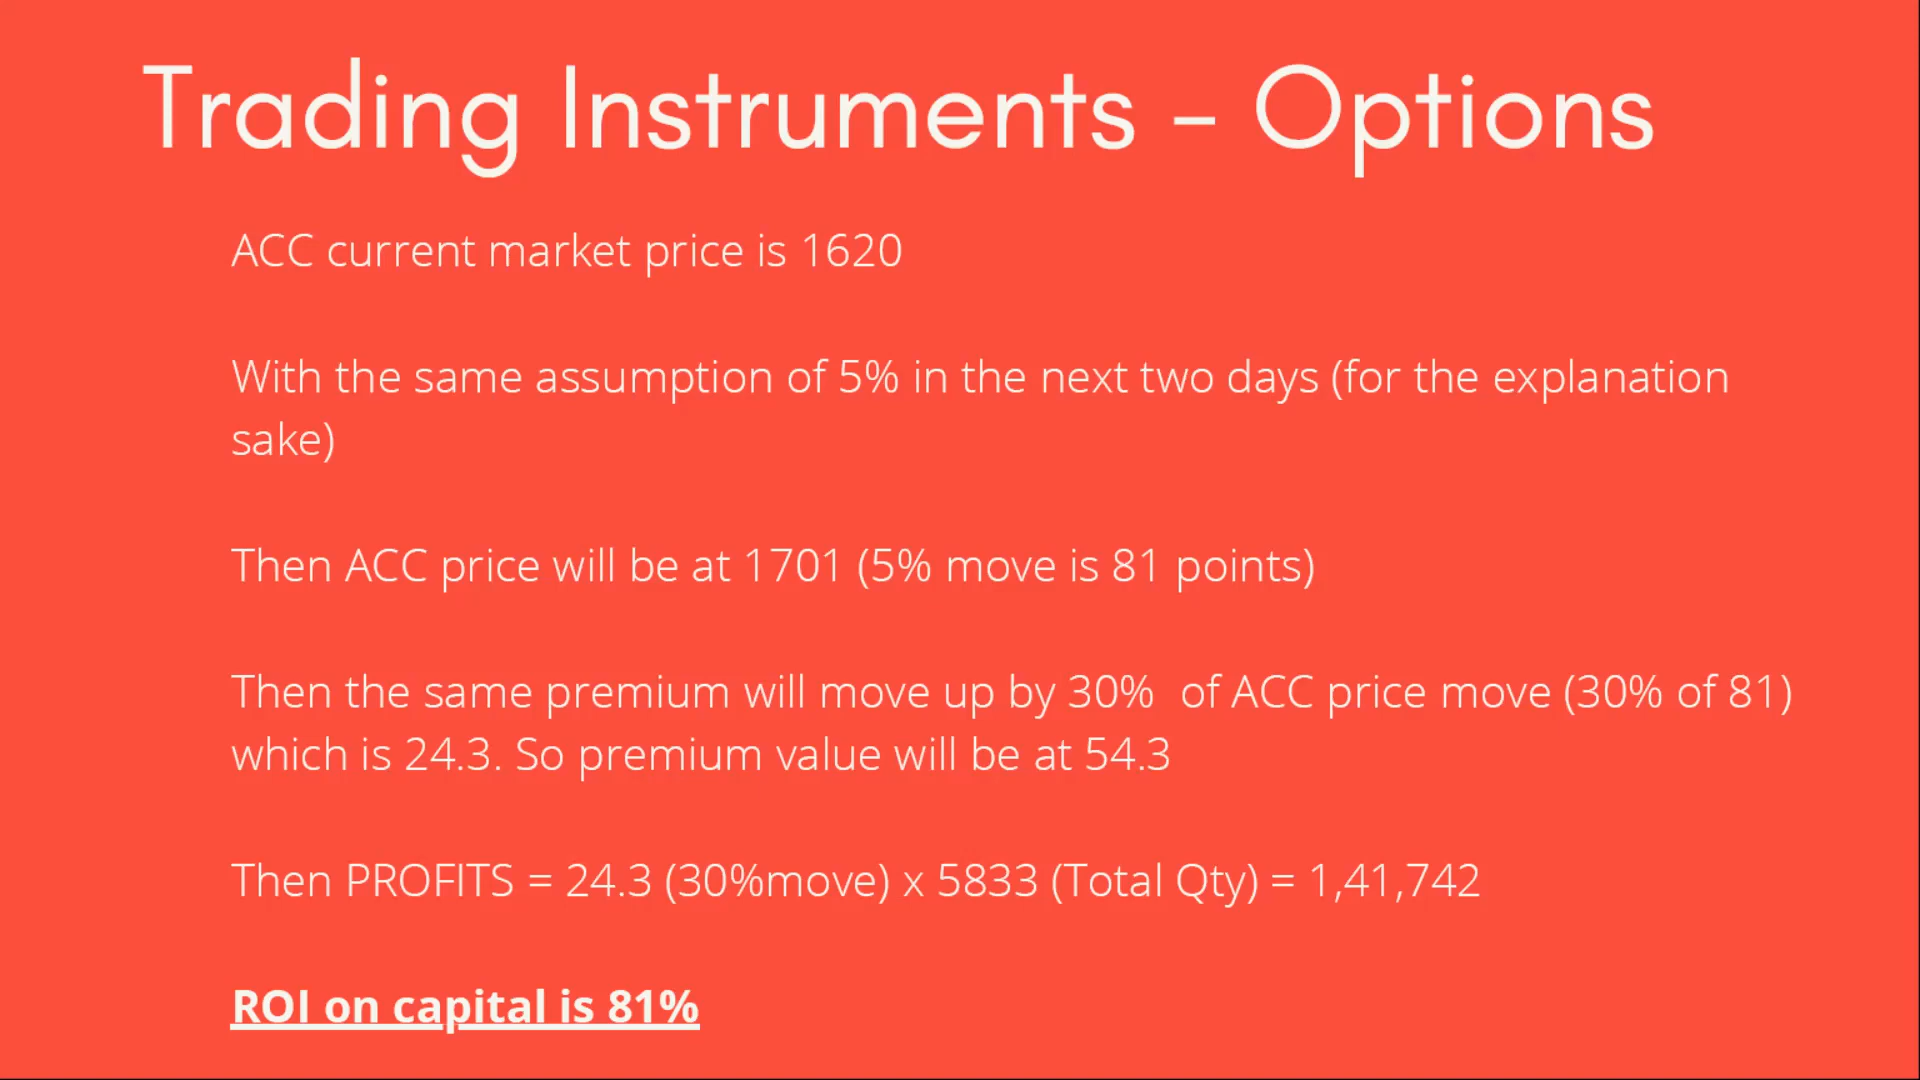 Trading Instruments – Options
ACC current market price is 1620
With the same assumption of 5% in the next two days (for the explanation
sake)
Then ACC price will be at 1701 (5% move is 81 points)
Then the same premium will move up by 30%  of ACC price move (30% of 81)
which is 24.3. So premium value will be at 54.3
Then PROFITS = 24.3 (30%move) x 5833 (Total Qty) = 1,41,742
ROI on capital is 81%